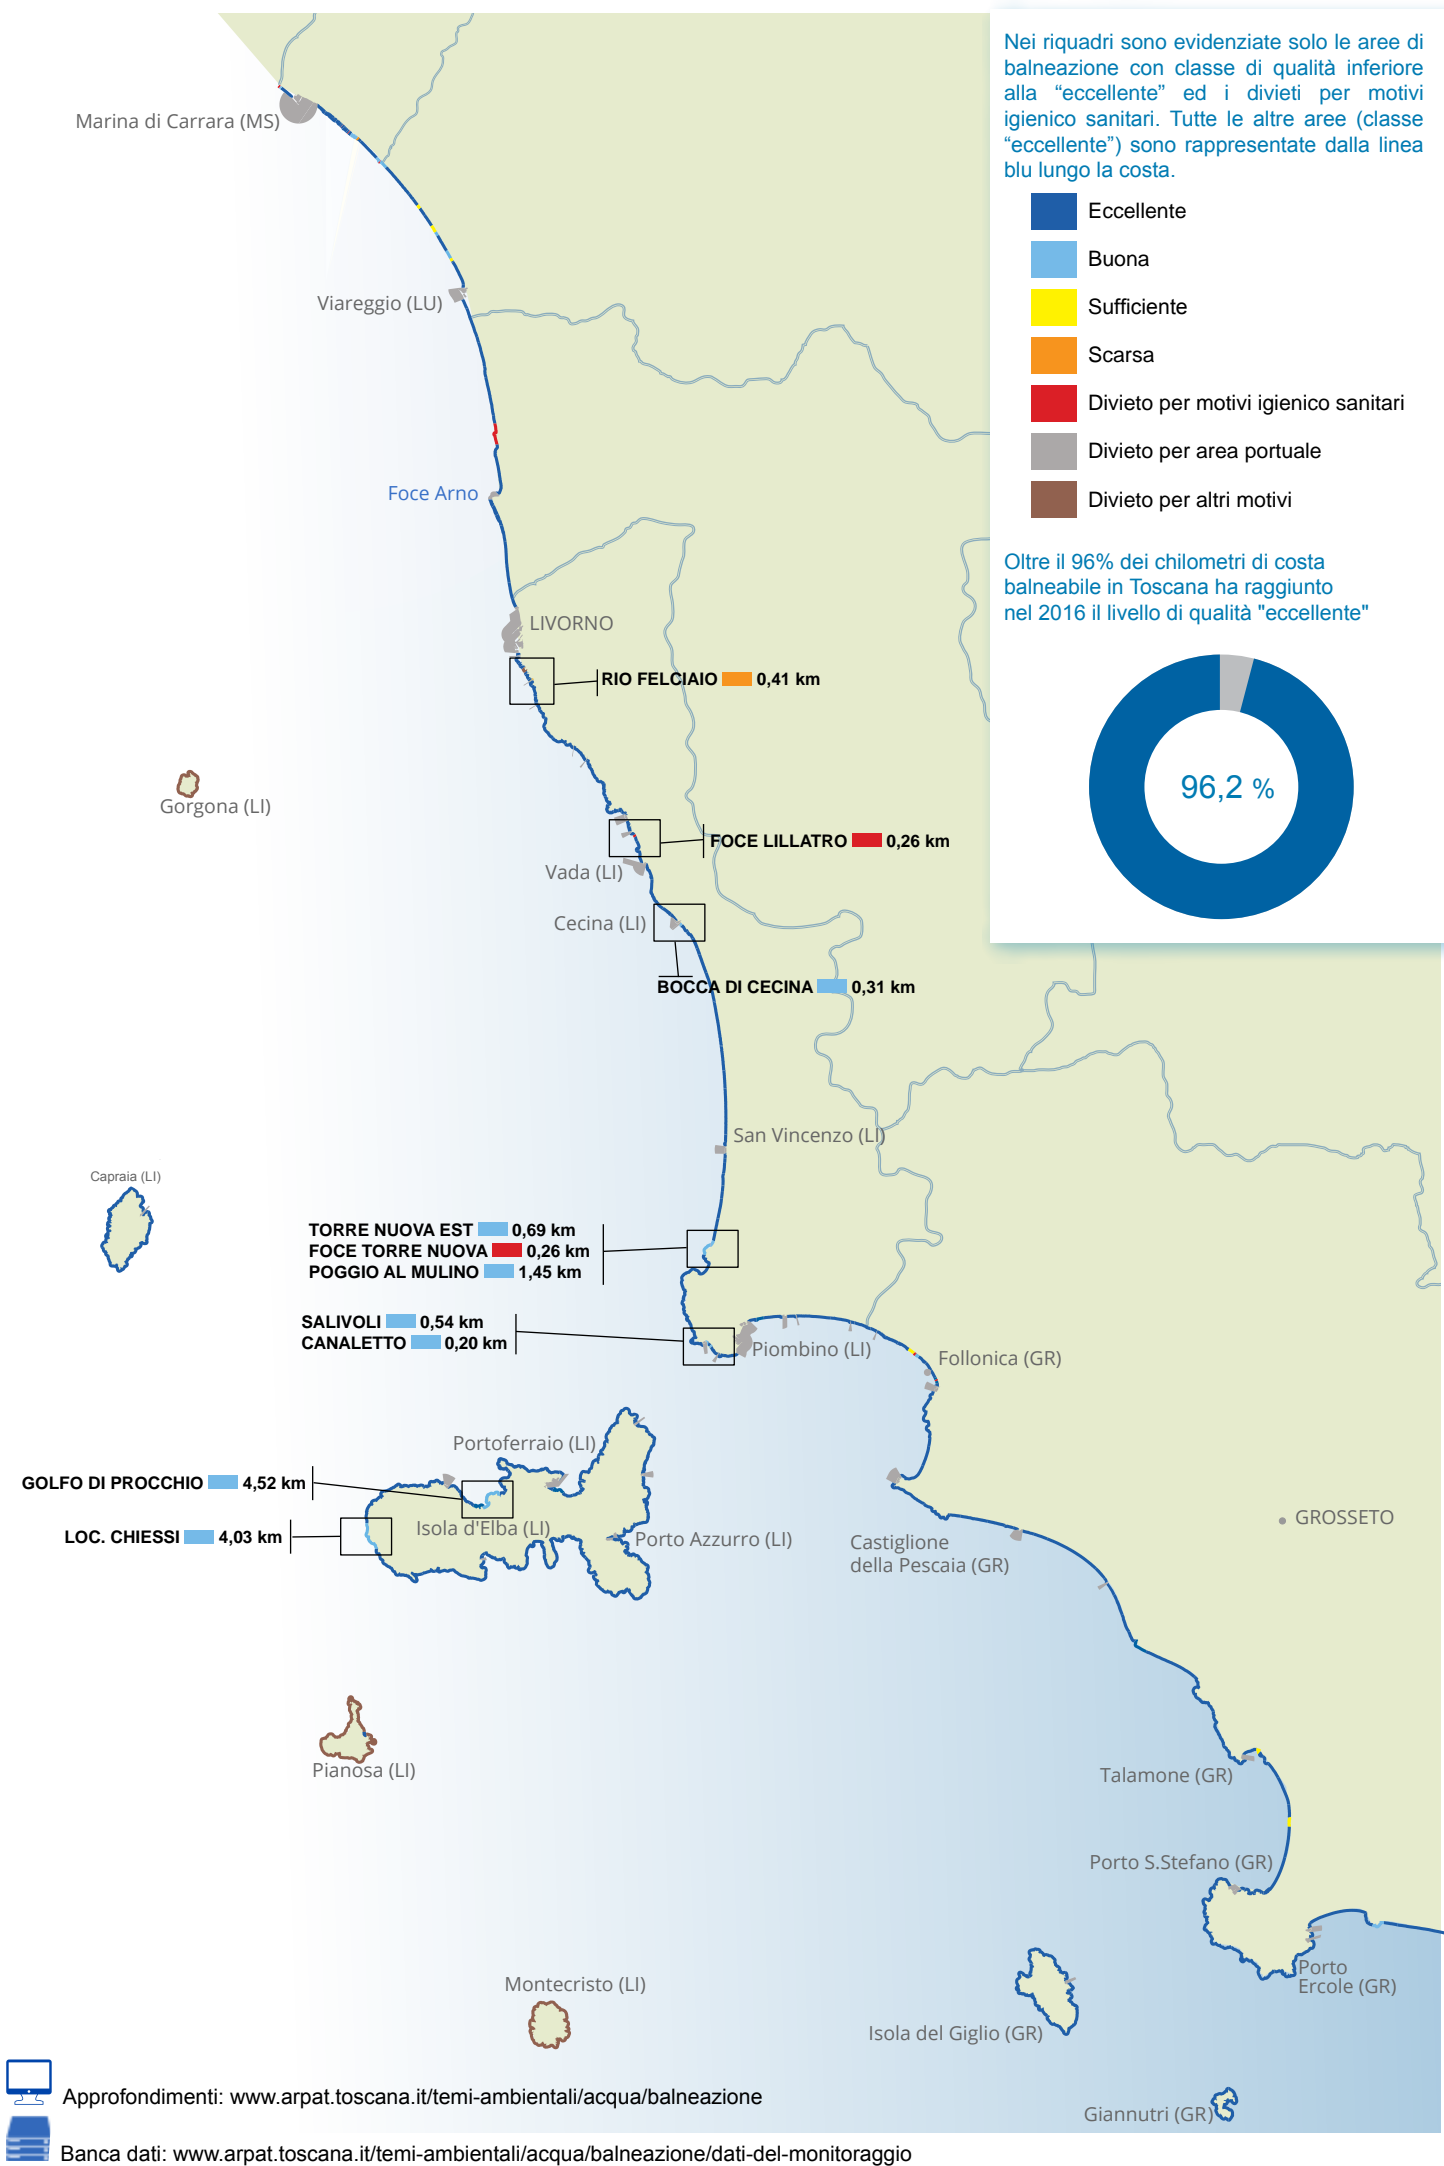 Nei riquadri sono evidenziate solo le aree di
balneazione con classe di qualità inferiore
alla “eccellente” ed i divieti per motivi
igienico sanitari. Tutte le altre aree (classe
“eccellente”) sono rappresentate dalla linea
blu lungo la costa.
Eccellente
Buona
Sufficiente
Scarsa
Divieto per motivi igienico sanitari
Divieto per area portuale
Divieto per altri motivi
Oltre il 96% dei chilometri di costa
balneabile in Toscana ha raggiunto
nel 2016 il livello di qualità "eccellente"
96,2 %
Marina di Carrara (MS)
Viareggio (LU)
Foce Arno
LIVORNO
RIO FELCIAIO 0,41 km
Gorgona (LI)
FOCE LILLATRO 0,26 km
Vada (LI)
Cecina (LI)
BOCCA DI CECINA 0,31 km
San Vincenzo (LI)
Capraia (LI)
TORRE NUOVA EST 0,69 km
FOCE TORRE NUOVA 0,26 km
POGGIO AL MULINO 1,45 km
SALIVOLI 0,54 km
CANALETTO 0,20 km
Piombino (LI)
Follonica (GR)
Portoferraio (LI)
GOLFO DI PROCCHIO 4,52 km
Isola d'Elba (LI)
LOC. CHIESSI 4,03 km
Porto Azzurro (LI)
GROSSETO
Castiglione
della Pescaia (GR)
Pianosa (LI)
Talamone (GR)
Porto S.Stefano (GR)
Porto
Ercole (GR)
Montecristo (LI)
Isola del Giglio (GR)
Giannutri (GR)
Approfondimenti: www.arpat.toscana.it/temi-ambientali/acqua/balneazione
Banca dati: www.arpat.toscana.it/temi-ambientali/acqua/balneazione/dati-del-monitoraggio